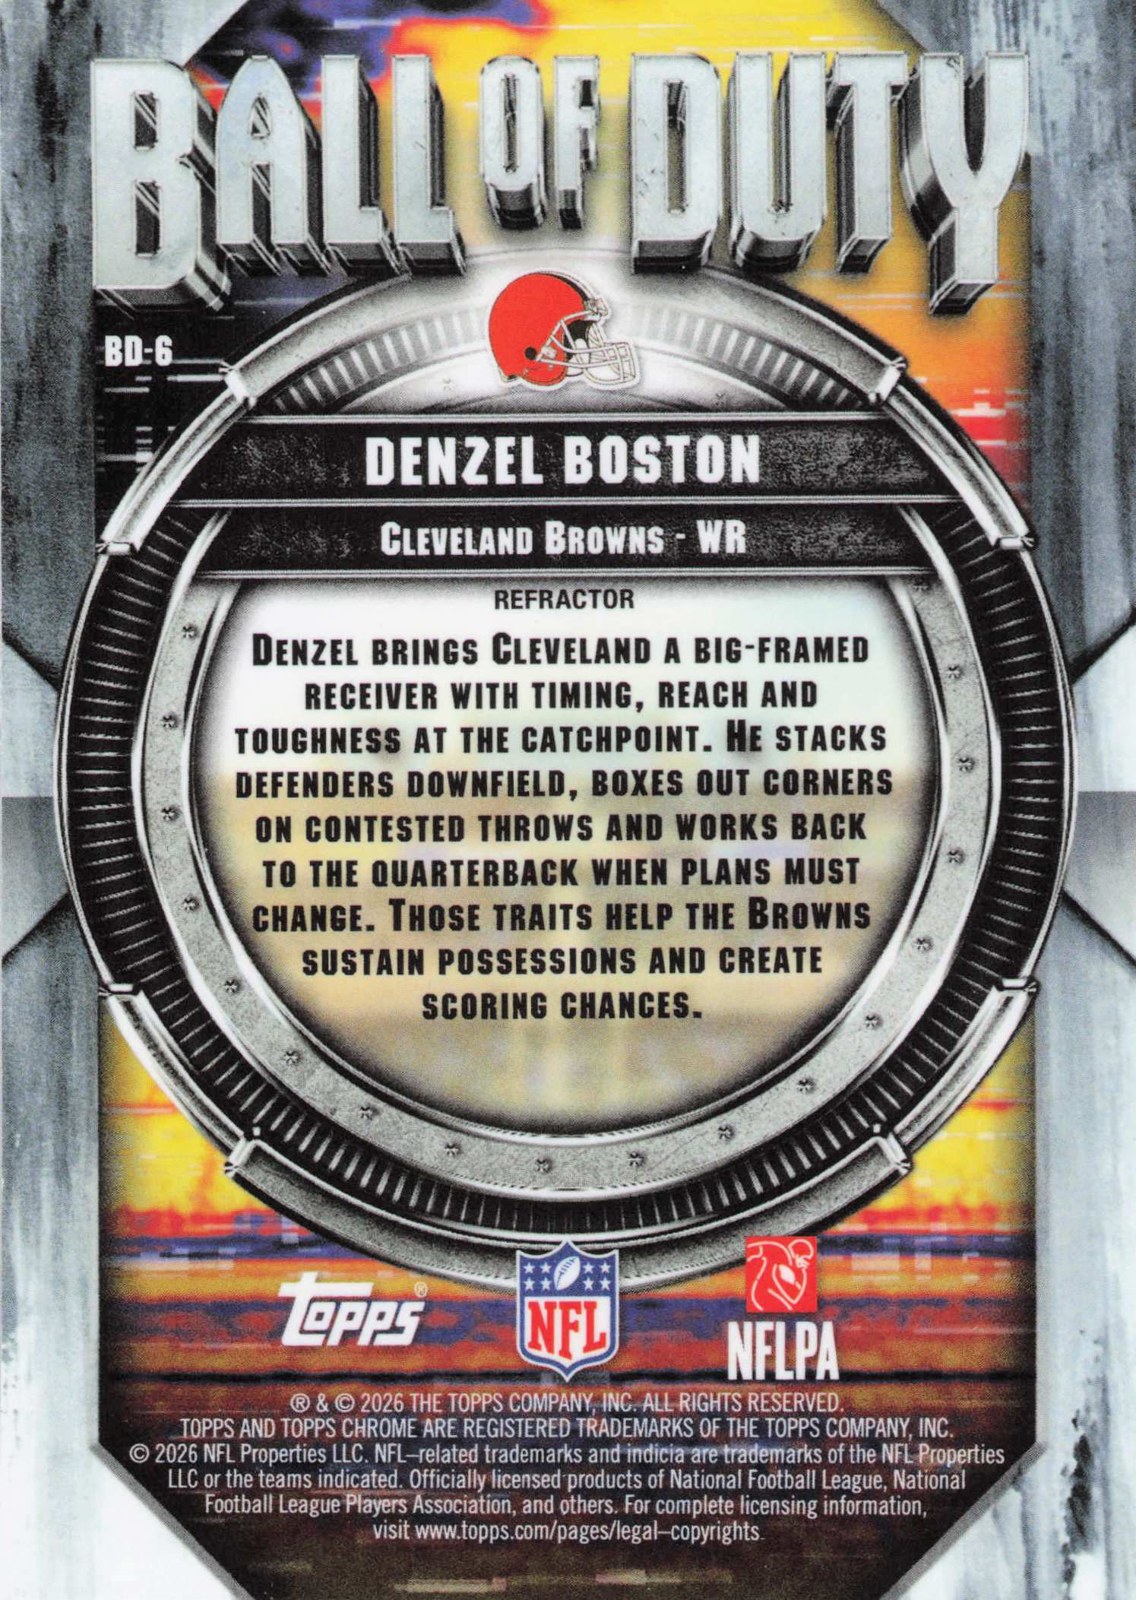 BALL OF DUTY
BD-6
DENZEL BOSTON
CLEVELAND BROWNS - WR
REFRACTOR
DENZEL BRINGS CLEVELAND A BIG-FRAMED
RECEIVER WITH TIMING, REACH AND
TOUGHNESS AT THE CATCHPOINT. HE STACKS
DEFENDERS DOWNFIELD, BOXES OUT CORNERS
ON CONTESTED THROWS AND WORKS BACK
TO THE QUARTERBACK WHEN PLANS MUST
CHANGE. THOSE TRAITS HELP THE BROWNS
SUSTAIN POSSESSIONS AND CREATE
SCORING CHANCES.
Topps®
NFL
NFLPA
® & © 2026 THE TOPPS COMPANY, INC. ALL RIGHTS RESERVED.
TOPPS AND TOPPS CHROME ARE REGISTERED TRADEMARKS OF THE TOPPS COMPANY, INC.
© 2026 NFL Properties LLC. NFL–related trademarks and indicia are trademarks of the NFL Properties
LLC or the teams indicated. Officially licensed products of National Football League, National
Football League Players Association, and others. For complete licensing information,
visit www.topps.com/pages/legal–copyrights.